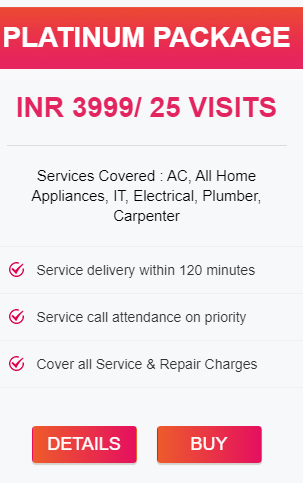 PLATINUM PACKAGE
INR 3999/ 25 VISITS
Services Covered : AC, All Home
Appliances, IT, Electrical, Plumber,
Carpenter
Service delivery within 120 minutes
Service call attendance on priority
Cover all Service & Repair Charges
DETAILS BUY